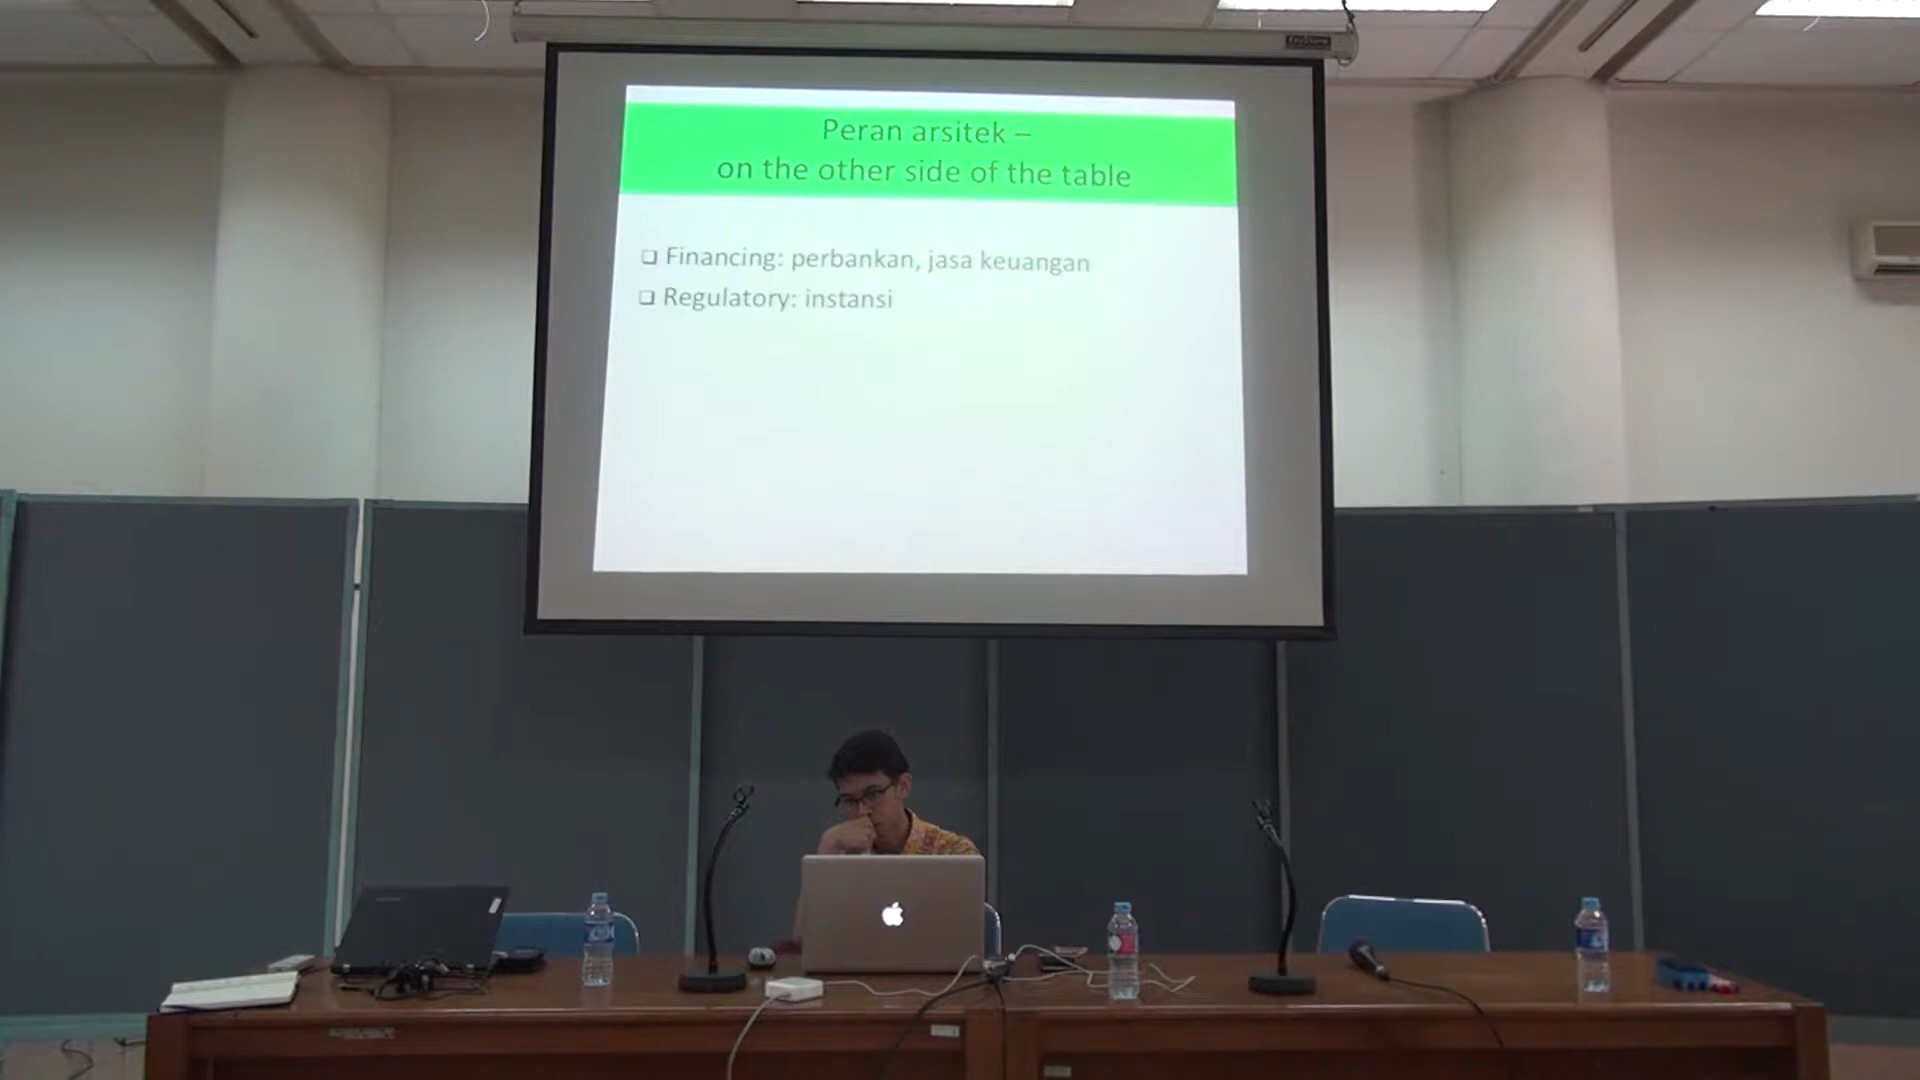 Peran arsitek –
on the other side of the table
Financing: perbankan, jasa keuangan
Regulatory: instansi